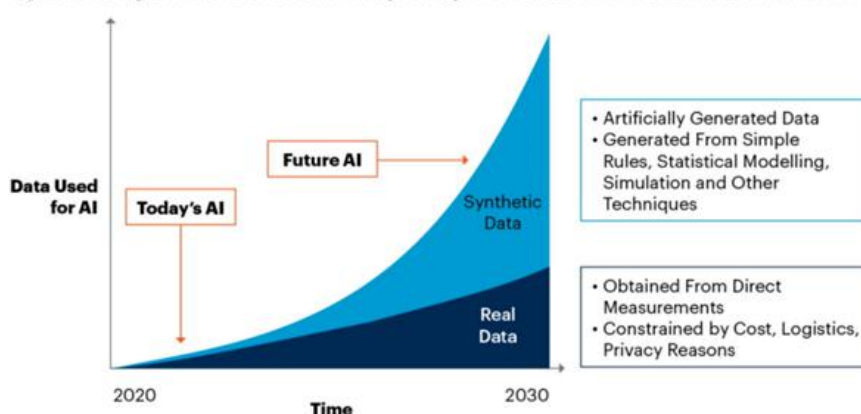 Future AI
Data Used
for AI
Today's AI
Synthetic
Data
Real
Data
2020
2030
Time
• Artificially Generated Data
• Generated From Simple
Rules, Statistical Modelling,
Simulation and Other
Techniques
• Obtained From Direct
Measurements
• Constrained by Cost, Logistics,
Privacy Reasons